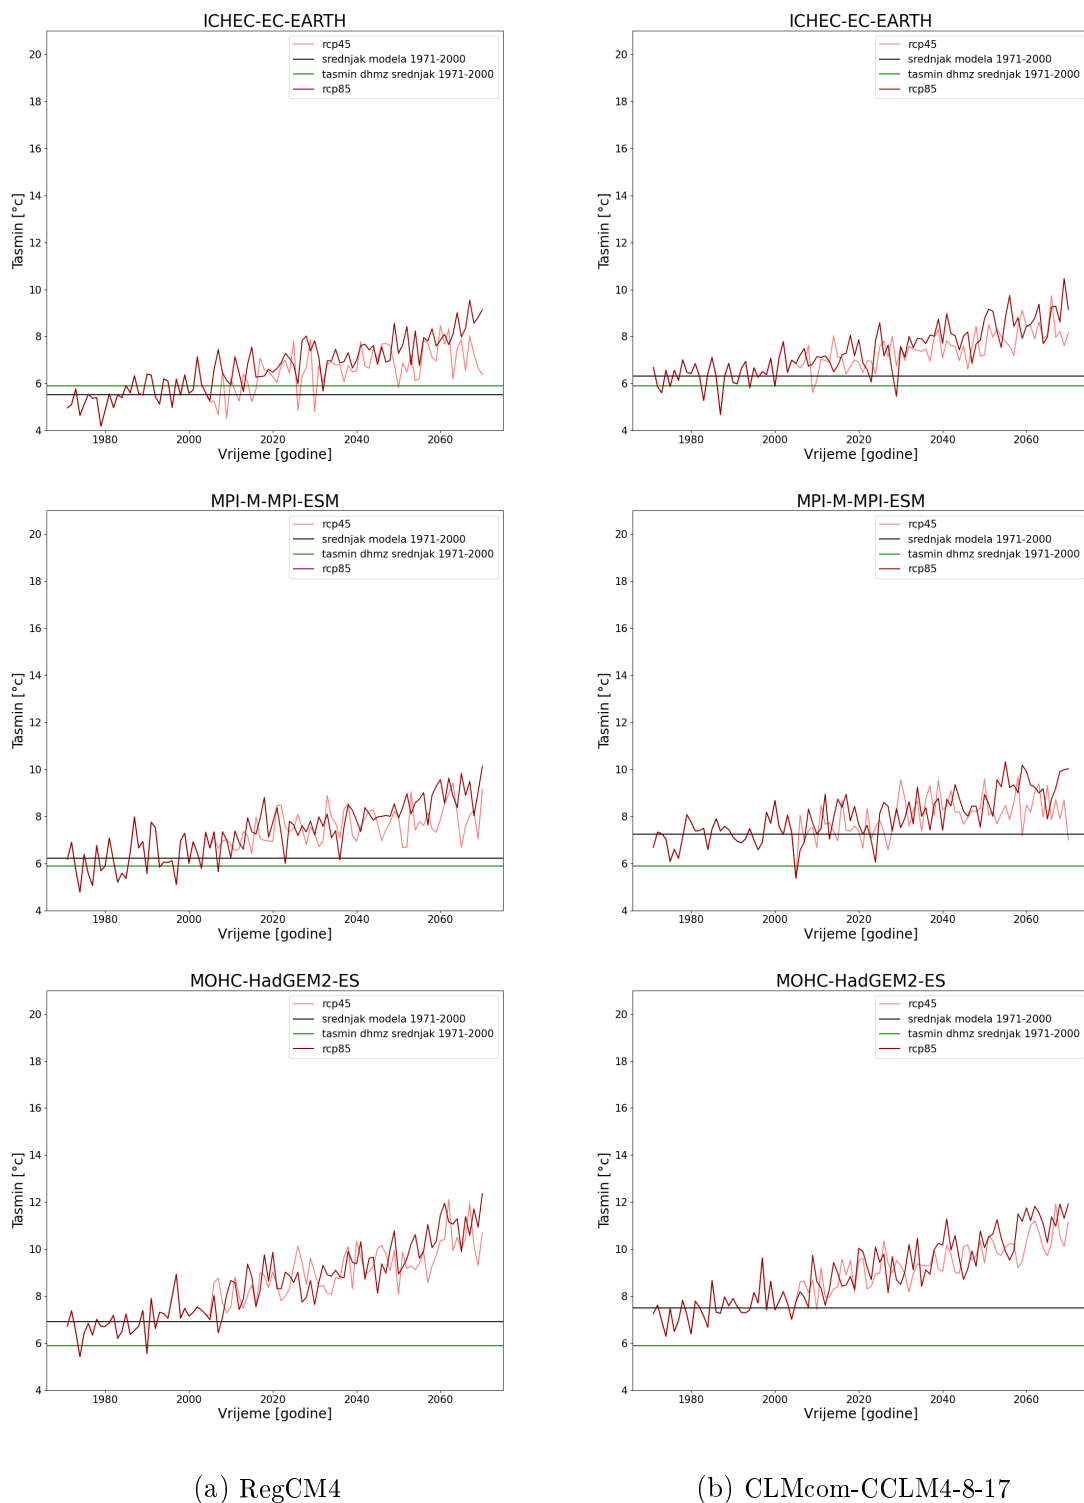 ICHEC-EC-EARTH
20
18
16
14
12
10
8
6
4
Tasmin [°c]
rcp45
srednjak modela 1971-2000
tasmin dhmz srednjak 1971-2000
rcp85
1980
2000
2020
2040
2060
Vrijeme [godine]
ICHEC-EC-EARTH
20
18
16
14
12
10
8
6
4
Tasmin [°c]
rcp45
srednjak modela 1971-2000
tasmin dhmz srednjak 1971-2000
rcp85
1980
2000
2020
2040
2060
Vrijeme [godine]
MPI-M-MPI-ESM
20
18
16
14
12
10
8
6
4
Tasmin [°c]
rcp45
srednjak modela 1971-2000
tasmin dhmz srednjak 1971-2000
rcp85
1980
2000
2020
2040
2060
Vrijeme [godine]
MPI-M-MPI-ESM
20
18
16
14
12
10
8
6
4
Tasmin [°c]
rcp45
srednjak modela 1971-2000
tasmin dhmz srednjak 1971-2000
rcp85
1980
2000
2020
2040
2060
Vrijeme [godine]
MOHC-HadGEM2-ES
20
18
16
14
12
10
8
6
4
Tasmin [°c]
rcp45
srednjak modela 1971-2000
tasmin dhmz srednjak 1971-2000
rcp85
1980
2000
2020
2040
2060
Vrijeme [godine]
MOHC-HadGEM2-ES
20
18
16
14
12
10
8
6
4
Tasmin [°c]
rcp45
srednjak modela 1971-2000
tasmin dhmz srednjak 1971-2000
rcp85
1980
2000
2020
2040
2060
Vrijeme [godine]
(a) RegCM4
(b) CLMcom-CCLM4-8-17